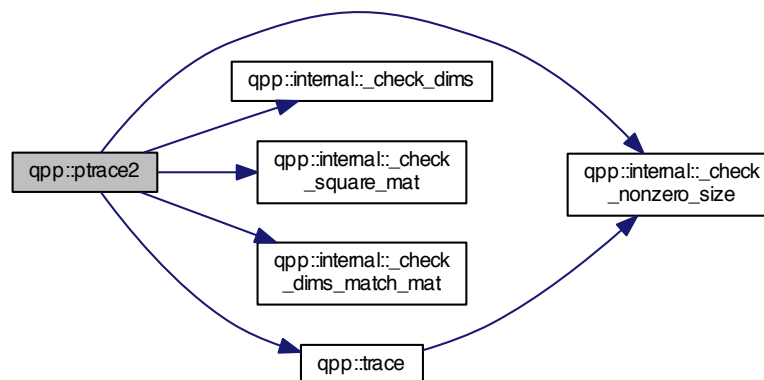 qpp::internal::_check_dims
qpp::ptrace2
qpp::internal::_check
_square_mat
qpp::internal::_check
_nonzero_size
qpp::internal::_check
_dims_match_mat
qpp::trace